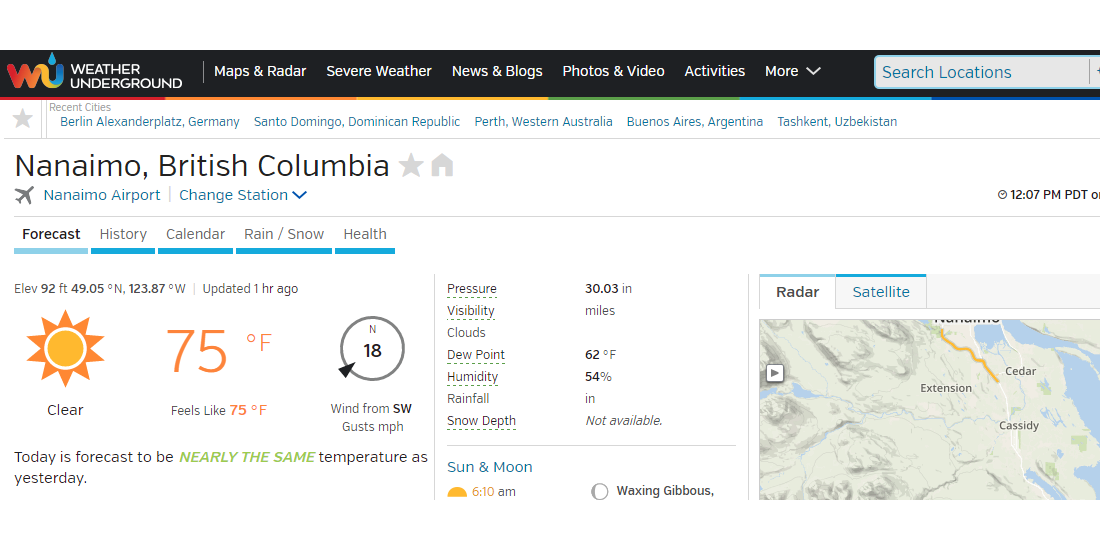 WU WEATHER UNDERGROUND
Maps & Radar Severe Weather News & Blogs Photos & Video Activities More
Search Locations
Recent Cities
Berlin Alexanderplatz, Germany Santo Domingo, Dominican Republic Perth, Western Australia Buenos Aires, Argentina Tashkent, Uzbekistan
Nanaimo, British Columbia
Nanaimo Airport | Change Station
12:07 PM PDT
Forecast History Calendar Rain / Snow Health
Elev 92 ft 49.05 °N, 123.87 °W | Updated 1 hr ago
75 °F
N
18
Clear
Feels Like 75 °F
Wind from SW
Gusts mph
Today is forecast to be NEARLY THE SAME temperature as
yesterday.
Pressure 30.03 in
Visibility miles
Clouds
Dew Point 62 °F
Humidity 54%
Rainfall in
Snow Depth Not available.
Sun & Moon
6:10 am Waxing Gibbous,
Radar Satellite
Nanaimo
Cedar
Extension
Cassidy